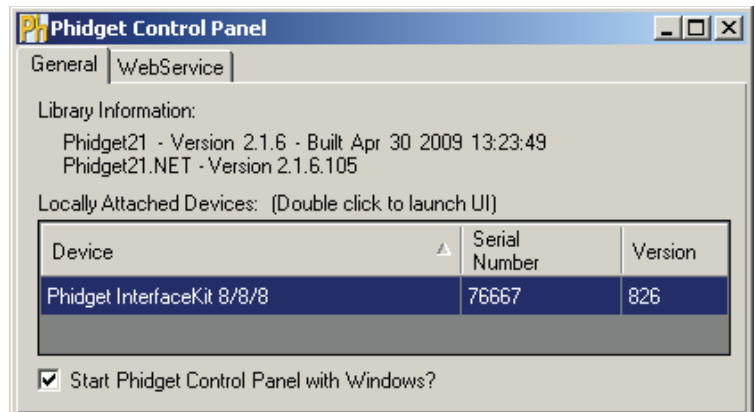 Ph Phidget Control Panel
General WebService
Library Information:
Phidget21 - Version 2.1.6 - Built Apr 30 2009 13:23:49
Phidget21.NET - Version 2.1.6.105
Locally Attached Devices: (Double click to launch UI)
Device Serial Number Version
Phidget InterfaceKit 8/8/8 76667 826
Start Phidget Control Panel with Windows?